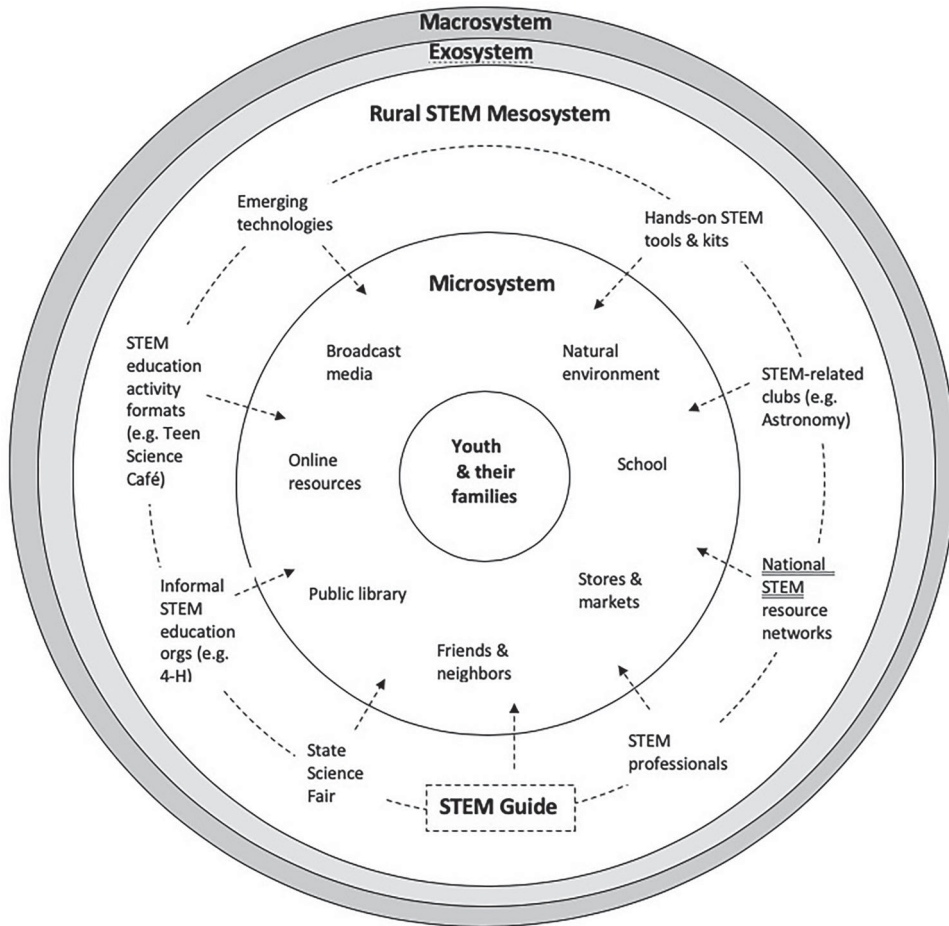 Macrosystem
Exosystem
Rural STEM Mesosystem
Emerging
technologies
Hands-on STEM
tools & kits
Microsystem
Broadcast
media
Natural
environment
STEM
education
activity
formats
(e.g. Teen
Science
Café)
STEM-related
clubs (e.g.
Astronomy)
Online
resources
Youth
& their
families
School
Informal
STEM
education
orgs (e.g.
4-H)
Public library
Stores &
markets
National
STEM
resource
networks
Friends &
neighbors
State
Science
Fair
STEM Guide
STEM
professionals